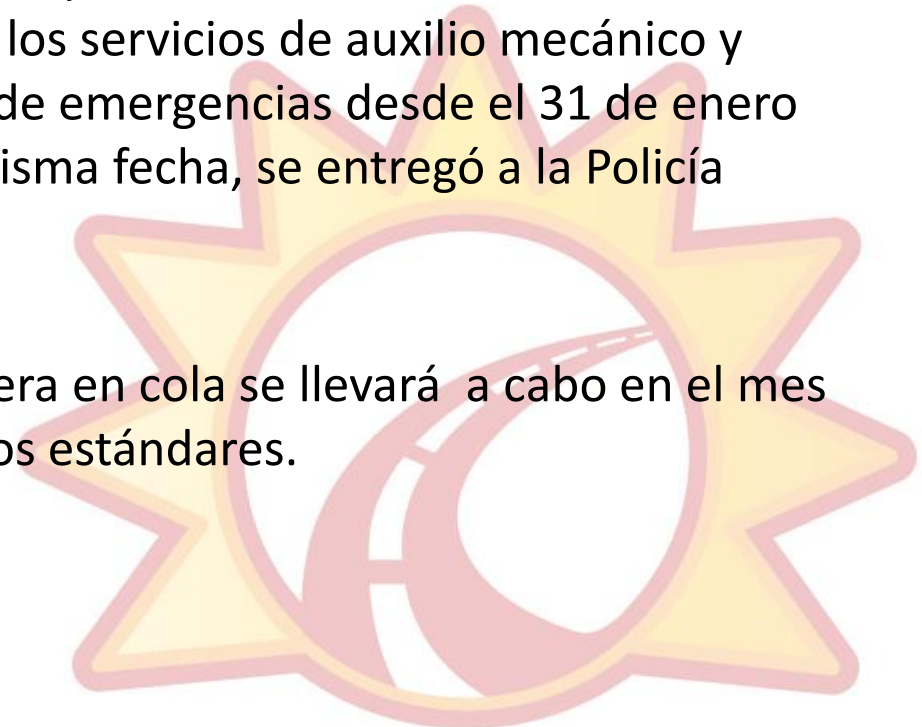 los servicios de auxilio mecánico y
de emergencias desde el 31 de enero
isma fecha, se entregó a la Policía
era en cola se llevará a cabo en el mes
os estándares.